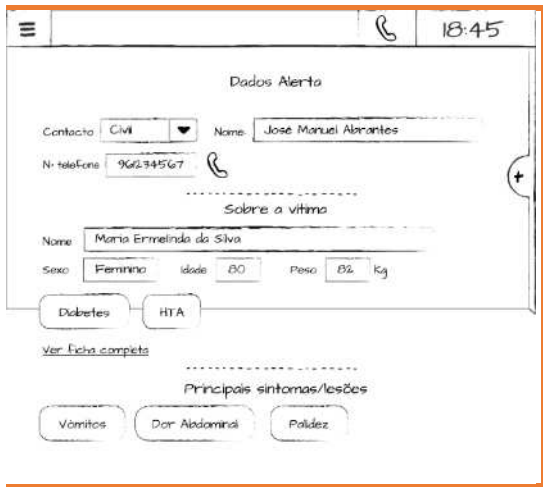 18:45
Dados Alerta
Contacto Civil Nome José Manuel Abrantes
Nº telefone 961234567
+
Sobre a vítima
Nome Maria Ermelinda da Silva
Sexo Feminino Idade 80 Peso 82 Kg
Diabetes HTA
Ver ficha completa
Principais sintomas/lesões
Vómitos Dor Abdominal Palidez